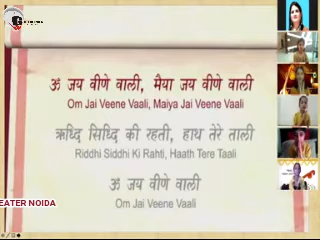 ॐ जय वीणे वाली, मैया जय वीणे वाली
Om Jai Veene Vaali, Maiya Jai Veene Vaali
ऋध्दि सिध्दि की रहती, हाथ तेरे ताली
Riddhi Siddhi Ki Rahti, Haath Tere Taali
ॐ जय वीणे वाली
Om Jai Veene Vaali
EATER NOIDA